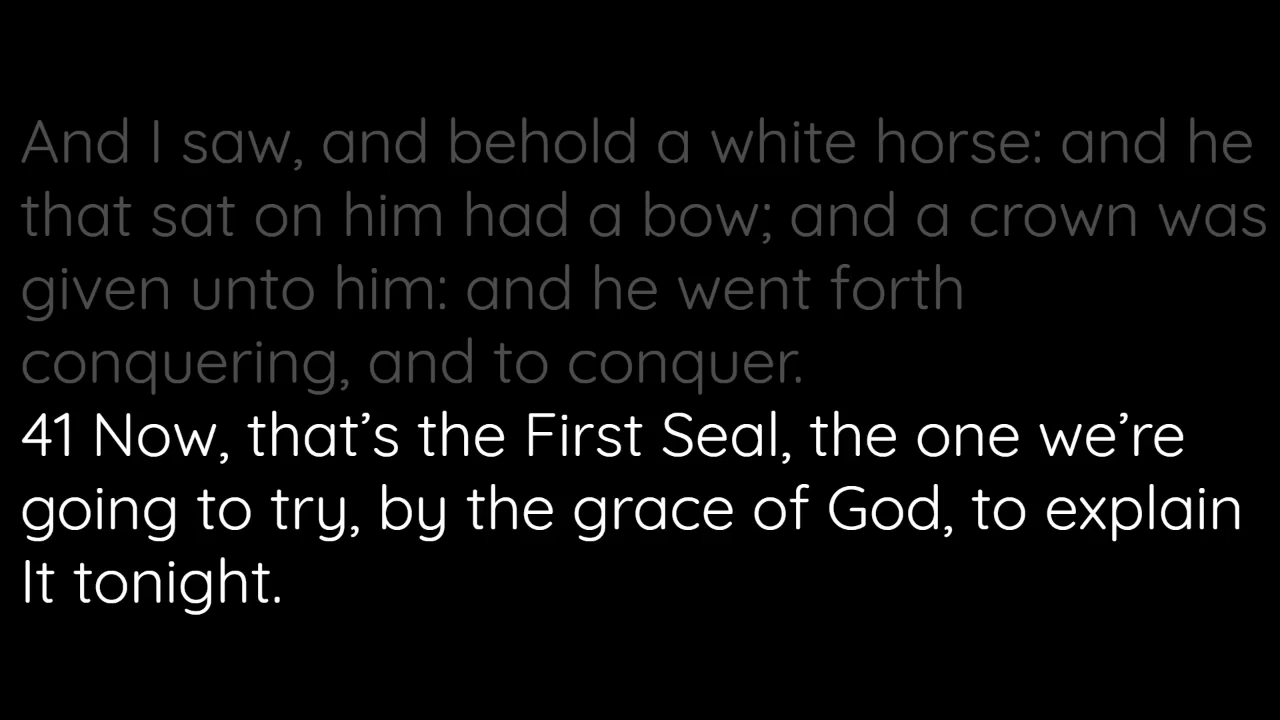 And I saw, and behold a white horse: and he
that sat on him had a bow; and a crown was
given unto him: and he went forth
conquering, and to conquer.
41 Now, that’s the First Seal, the one we’re
going to try, by the grace of God, to explain
It tonight.